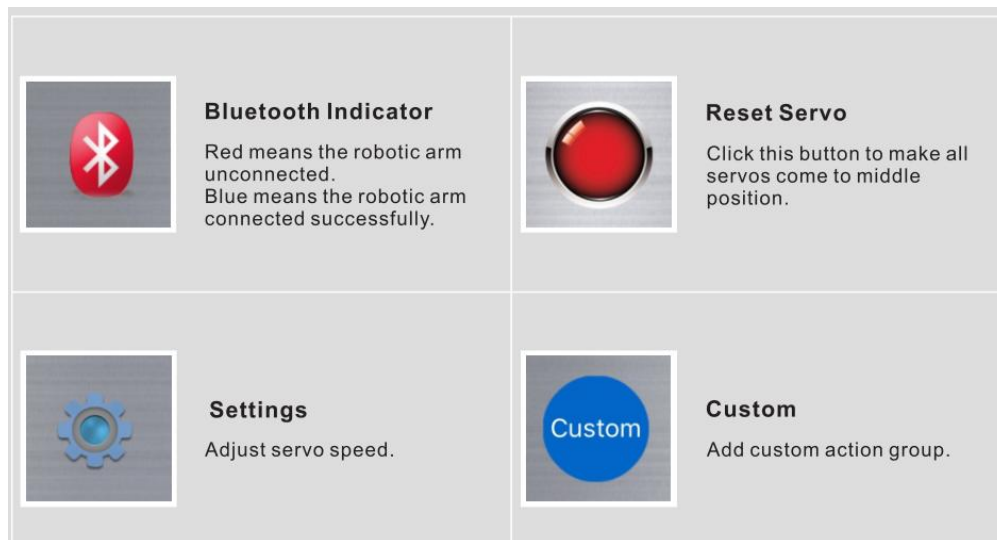 Bluetooth Indicator
Red means the robotic arm
unconnected.
Blue means the robotic arm
connected successfully.
Reset Servo
Click this button to make all
servos come to middle
position.
Settings
Adjust servo speed.
Custom
Custom
Add custom action group.